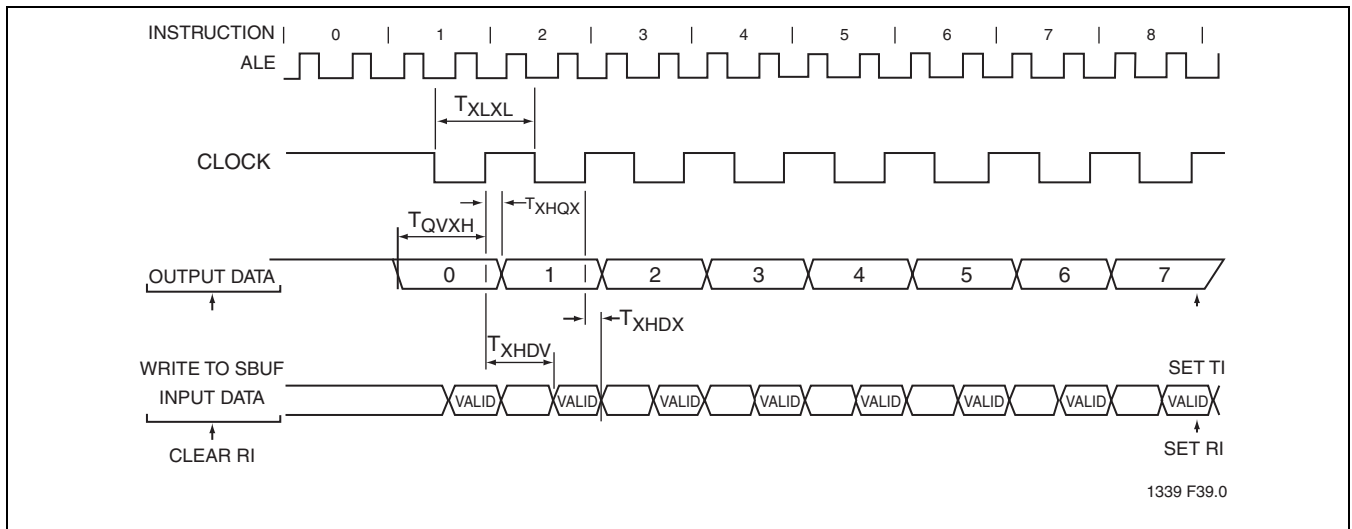 INSTRUCTION | 0 | 1 | 2 | 3 | 4 | 5 | 6 | 7 | 8 |
ALE
TXLXL
CLOCK
TXHQX
TQVXH
OUTPUT DATA 0 1 2 3 4 5 6 7
TXHDX
TXHDV
WRITE TO SBUF SET TI
INPUT DATA VALID VALID VALID VALID VALID VALID VALID VALID
CLEAR RI SET RI
1339 F39.0